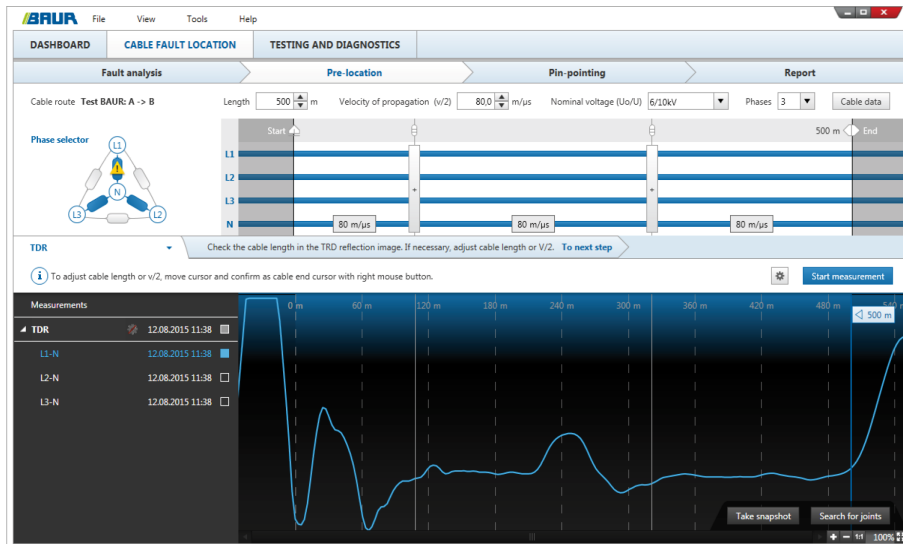 BAUR File View Tools Help
DASHBOARD CABLE FAULT LOCATION TESTING AND DIAGNOSTICS
Fault analysis Pre-location Pin-pointing Report
Cable route Test BAUR: A -> B Length 500 m Velocity of propagation (v/2) 80,0 m/µs Nominal voltage (Uo/U) 6/10kV Phases 3 Cable data
Start 500 m End
Phase selector
L1
N
L3 L2
L1
+ +
L2
L3
N 80 m/µs 80 m/µs 80 m/µs
TDR Check the cable length in the TRD reflection image. If necessary, adjust cable length or V/2. To next step
i To adjust cable length or v/2, move cursor and confirm as cable end cursor with right mouse button. Start measurement
Measurements 0 m 60 m 120 m 180 m 240 m 300 m 360 m 420 m 480 m 540 m
500 m
TDR 12.08.2015 11:38
L1-N 12.08.2015 11:38
L2-N 12.08.2015 11:38
L3-N 12.08.2015 11:38
Take snapshot Search for joints
+ - 1:1 100%